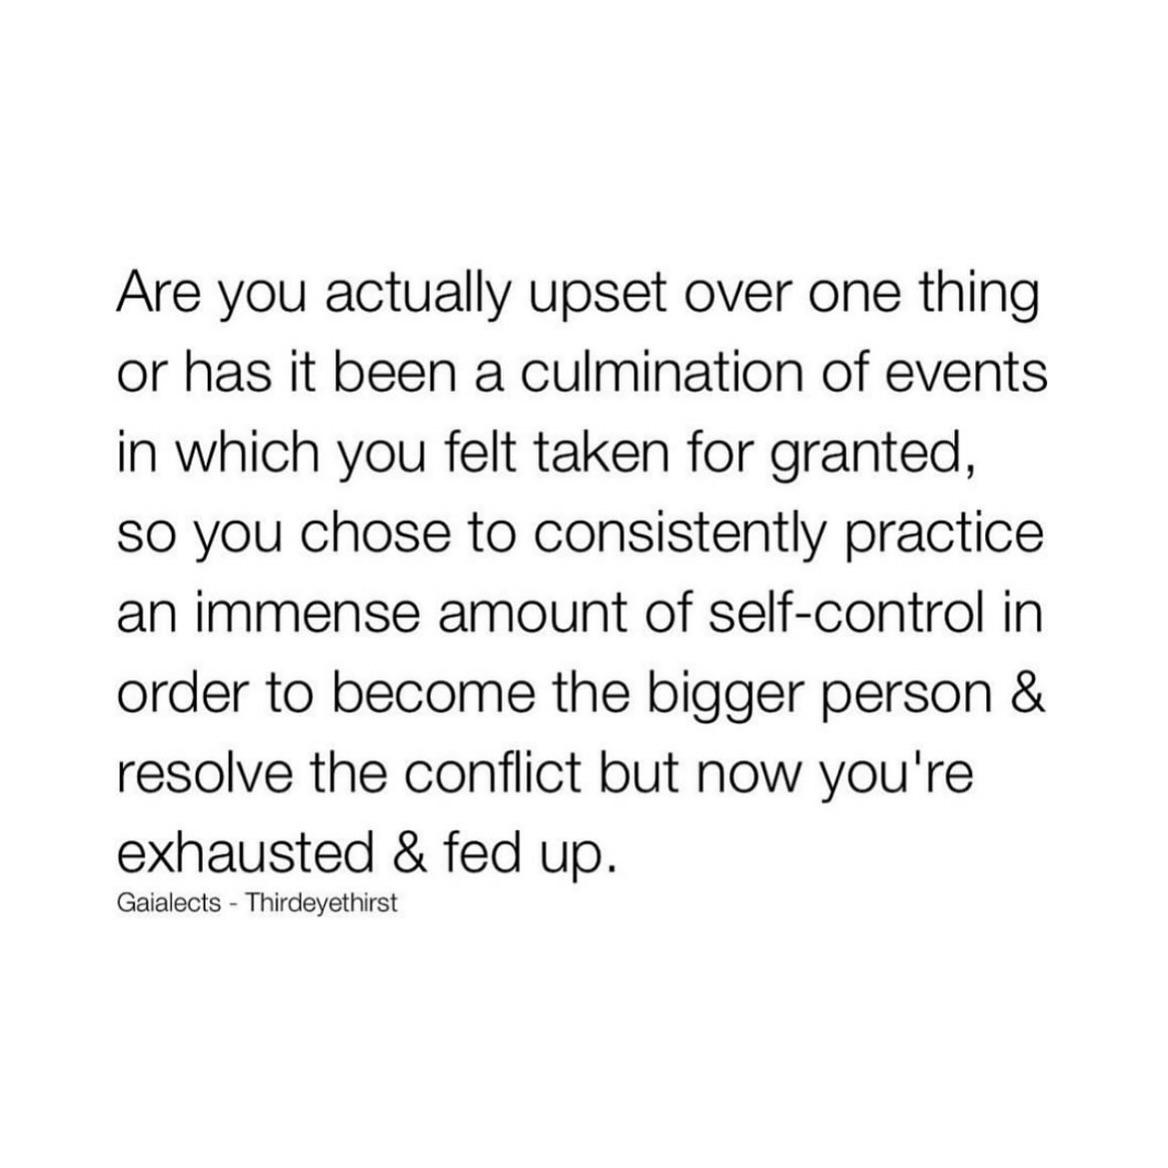 Are you actually upset over one thing
or has it been a culmination of events
in which you felt taken for granted,
so you chose to consistently practice
an immense amount of self-control in
order to become the bigger person &
resolve the conflict but now you're
exhausted & fed up.
Gaialects - Thirdeyethirst